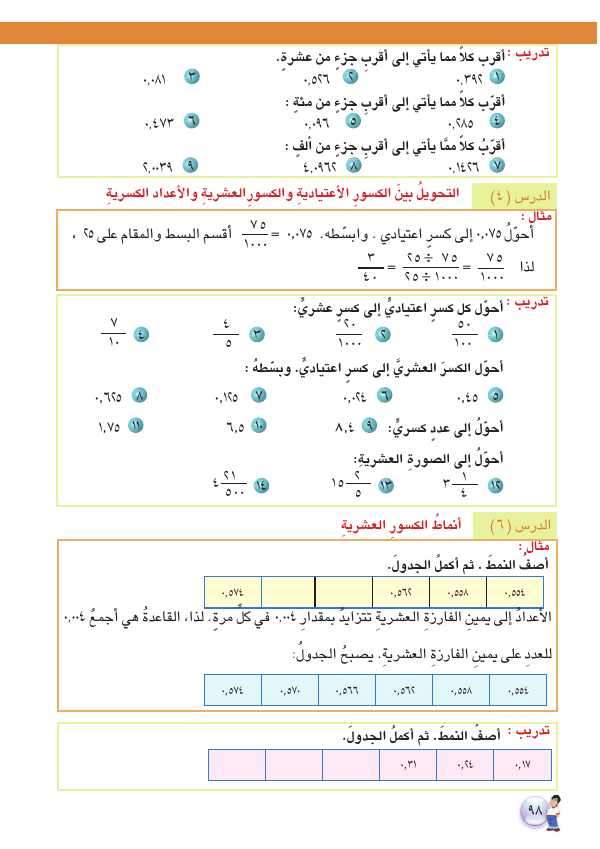 تدريب :
أقرب كلاً مما يأتي إلى أقربِ جزءٍ من عشرةٍ.
١ ٠,٣٩٢ ٢ ٠,٥٢٦ ٣ ٠,٠٨١
أقرّب كلاً مما يأتي إلى أقربِ جزءٍ من مئةٍ :
٤ ٠,٢٨٥ ٥ ٠,٠٩٦ ٦ ٠,٤٧٣
أقرّبُ كلاً ممَّا يأتي إلى أقربِ جزءٍ من ألفٍ :
٧ ٠,١٤٢٦ ٨ ٤,٠٩٦٢ ٩ ٢,٠٠٣٩
الدرس (٤) التحويلُ بينَ الكسورِ الأعتياديةِ والكسورِ العشريةِ والأعداد الكسريةِ
مثال :
أحوّلُ ٠,٠٧٥ إلى كسرٍ اعتيادي . وابسّطه. ٠,٠٧٥ = ٧٥/١٠٠٠ أقسم البسط والمقام على ٢٥ ،
لذا ٧٥/١٠٠٠ = ٧٥ ÷ ٢٥/١٠٠٠ ÷ ٢٥ = ٣/٤٠
تدريب :
أحوّل كل كسرٍ اعتياديٍّ إلى كسرٍ عشريٍّ:
١ ٥٠/١٠٠ ٢ ٢٠/١٠٠٠ ٣ ٤/٥ ٤ ٧/١٠
أحوّل الكسرَ العشريَّ إلى كسرٍ اعتياديٍّ. وبسّطهُ :
٥ ٠,٤٥ ٦ ٠,٠٢٤ ٧ ٠,١٢٥ ٨ ٠,٦٢٥
أحوّلُ إلى عددٍ كسريٍّ: ٩ ٨,٤ ١٠ ٦,٥ ١١ ١,٧٥
أحوّلُ إلى الصورةِ العشريةِ:
١٢ ٣ ١/٤ ١٣ ١٥ ٢/٥ ١٤ ٤ ٢١/٥٠٠
الدرس (٦) أنماطُ الكسورِ العشريةِ
مثال:
أصفُ النمطَ . ثم أكملُ الجدولَ.
٠,٥٥٤ ٠,٥٥٨ ٠,٥٦٢ ٠,٥٧٤
الأعدادُ إلى يمينِ الفارزةِ العشريةِ تتزايدُ بمقدارِ ٠,٠٠٤ في كلِّ مرةٍ. لذا، القاعدةُ هي أجمعُ ٠,٠٠٤
للعددِ على يمينِ الفارزةِ العشريةِ. يصبحُ الجدولُ:
٠,٥٥٤ ٠,٥٥٨ ٠,٥٦٢ ٠,٥٦٦ ٠,٥٧٠ ٠,٥٧٤
تدريب :
أصفُ النمطَ. ثم أكملُ الجدولَ.
٠,١٧ ٠,٢٤ ٠,٣١
٩٨